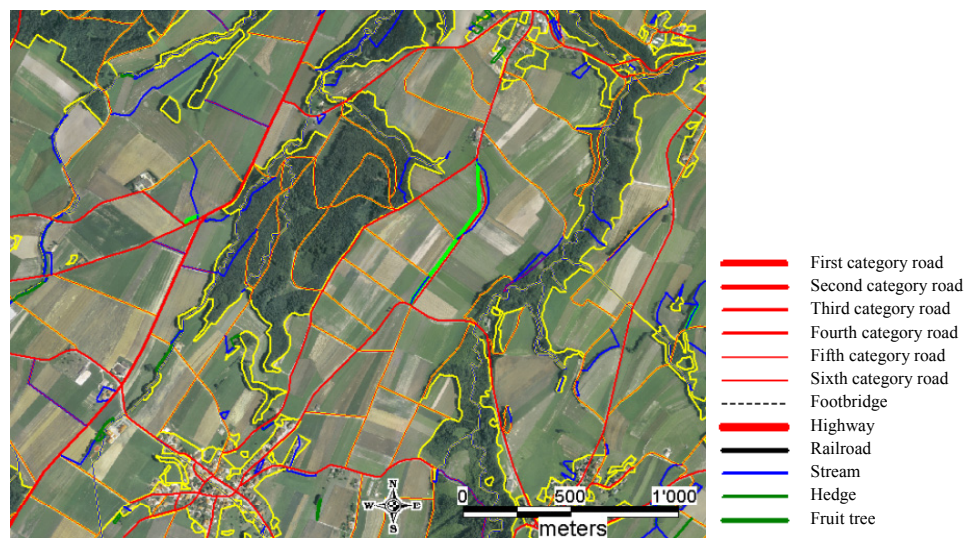 First category road
Second category road
Third category road
Fourth category road
Fifth category road
Sixth category road
Footbridge
Highway
Railroad
Stream
Hedge
Fruit tree
N
W E
S
0 500 1'000
meters